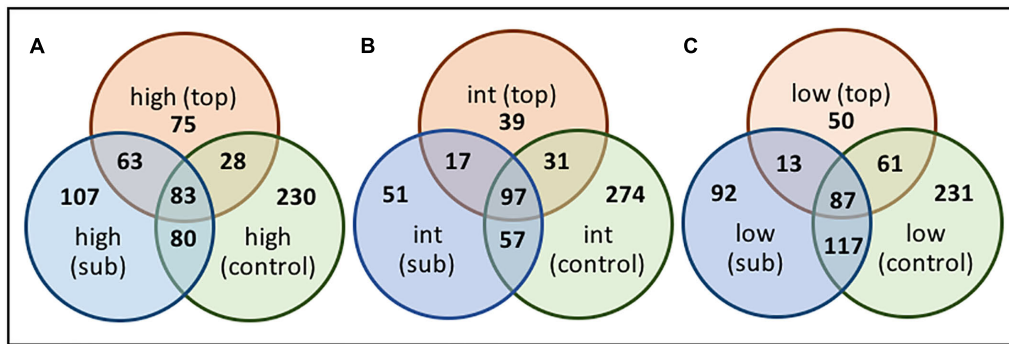 A
high (top)
75
63
28
107
83
230
high
(sub)
80
high
(control)
B
int (top)
39
17
31
51
97
274
int
(sub)
57
int
(control)
C
low (top)
50
13
61
92
87
231
low
(sub)
117
low
(control)